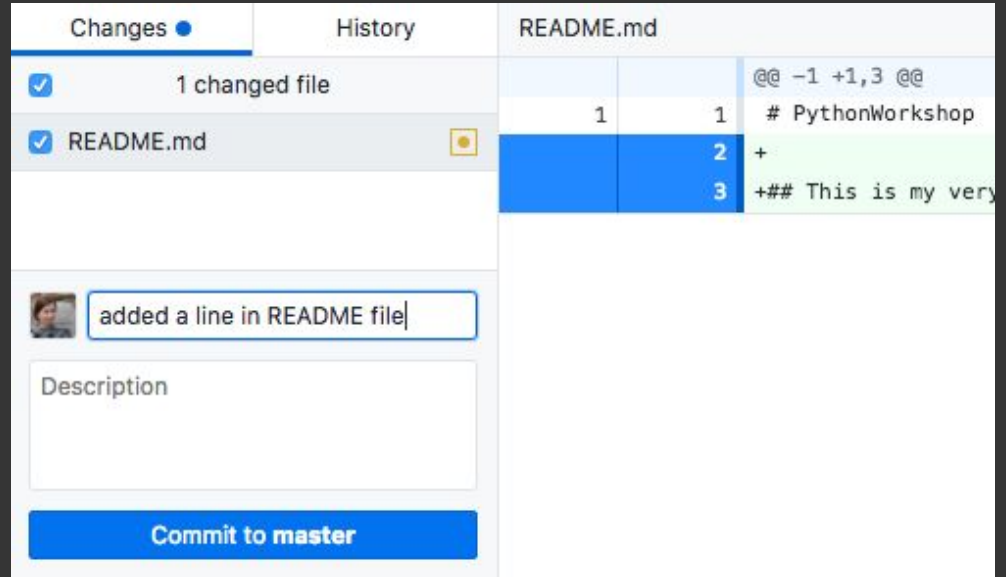 Changes
History
1 changed file
README.md
added a line in README file
Description
Commit to master
README.md
@@ -1 +1,3 @@
1 1 # PythonWorkshop
2 +
3 +## This is my very